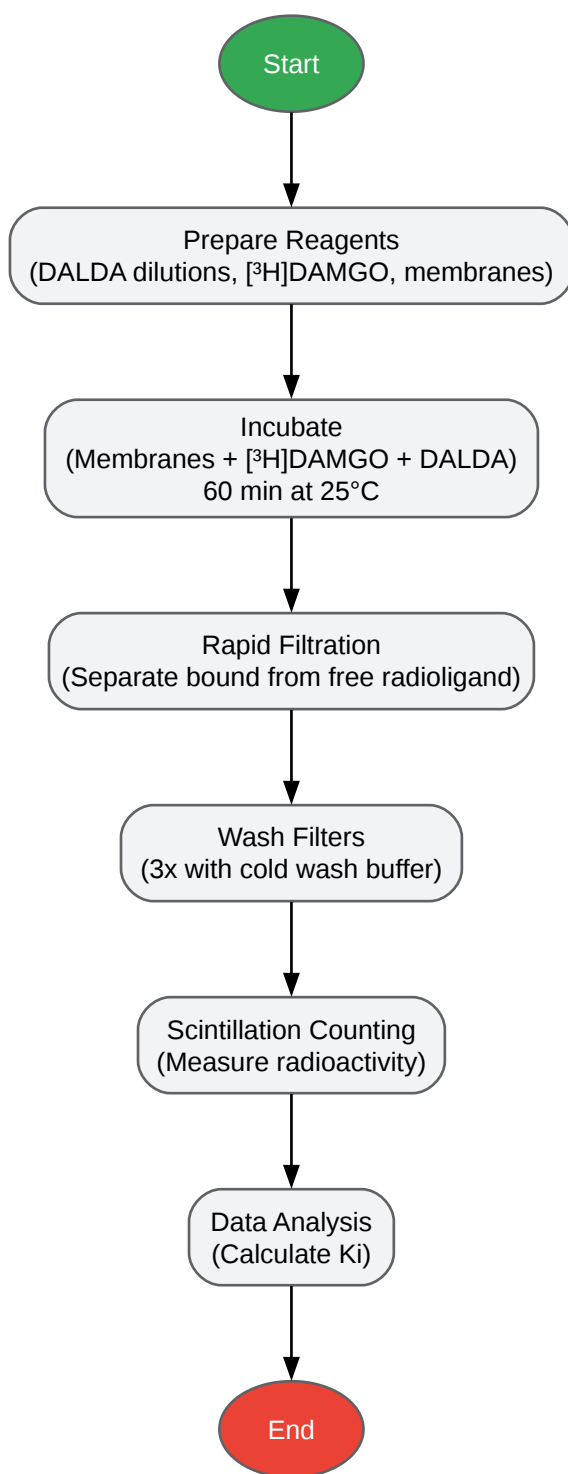 Start
Prepare Reagents
(DALDA dilutions, [³H]DAMGO, membranes)
Incubate
(Membranes + [³H]DAMGO + DALDA)
60 min at 25°C
Rapid Filtration
(Separate bound from free radioligand)
Wash Filters
(3x with cold wash buffer)
Scintillation Counting
(Measure radioactivity)
Data Analysis
(Calculate Ki)
End